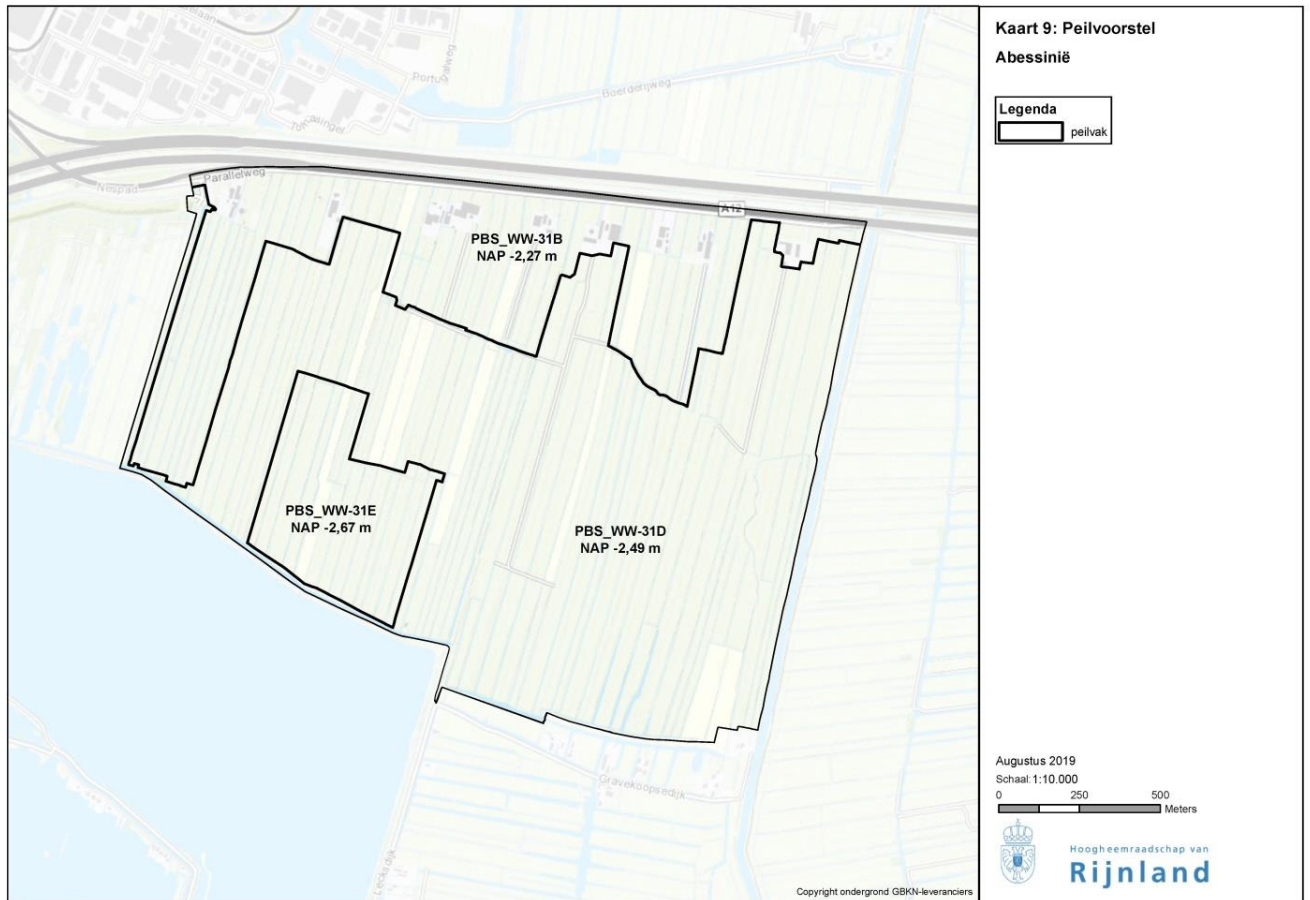 Kaart 9: Peilvoorstel
Abessinië
Legenda
peilvak
Boerderijweg
Nespad
Parallelweg
A12
PBS_WW-31B
NAP -2,27 m
PBS_WW-31E
NAP -2,67 m
PBS_WW-31D
NAP -2,49 m
Gravekoopsedijk
Lecksdijk
Augustus 2019
Schaal: 1:10.000
0 250 500
Meters
Hoogheemraadschap van
Rijnland
Copyright ondergrond GBKN-leveranciers